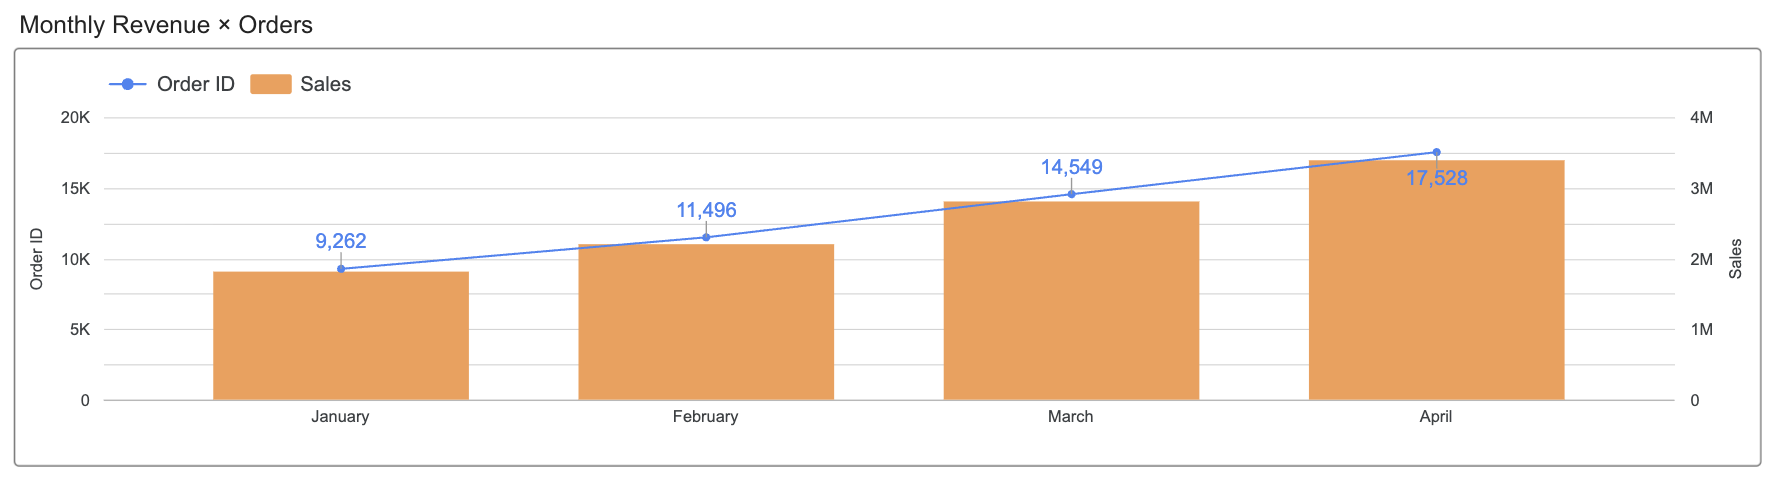 Monthly Revenue × Orders
Order ID
Sales
20K
15K
10K
5K
0
Order ID
4M
3M
2M
1M
0
Sales
9,262
11,496
14,549
17,528
January
February
March
April